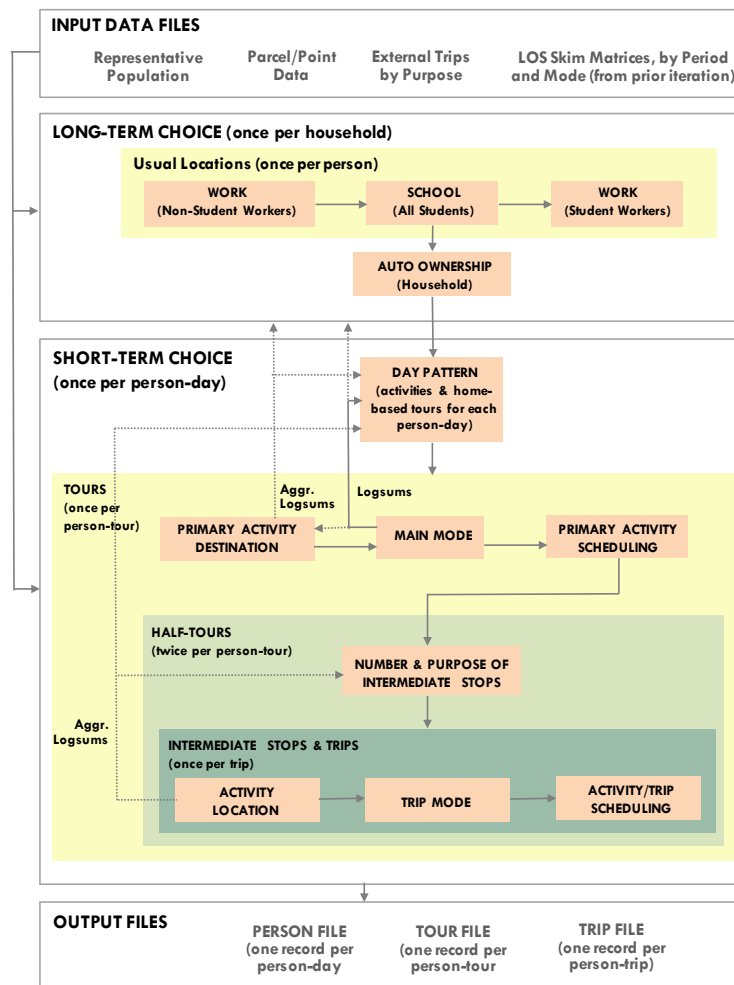 INPUT DATA FILES
Representative
Population
Parcel/Point
Data
External Trips
by Purpose
LOS Skim Matrices, by Period
and Mode (from prior iteration)
LONG-TERM CHOICE (once per household)
Usual Locations (once per person)
WORK
(Non-Student Workers)
SCHOOL
(All Students)
WORK
(Student Workers)
AUTO OWNERSHIP
(Household)
SHORT-TERM CHOICE
(once per person-day)
DAY PATTERN
(activities & home-
based tours for each
person-day)
TOURS
(once per
person-tour)
Aggr.
Logsums
Logsums
PRIMARY ACTIVITY
DESTINATION
MAIN MODE
PRIMARY ACTIVITY
SCHEDULING
HALF-TOURS
(twice per person-tour)
NUMBER & PURPOSE OF
INTERMEDIATE STOPS
Aggr.
Logsums
INTERMEDIATE STOPS & TRIPS
(once per trip)
ACTIVITY
LOCATION
TRIP MODE
ACTIVITY/TRIP
SCHEDULING
OUTPUT FILES
PERSON FILE
(one record per
person-day
TOUR FILE
(one record per
person-tour
TRIP FILE
(one record per
person-trip)